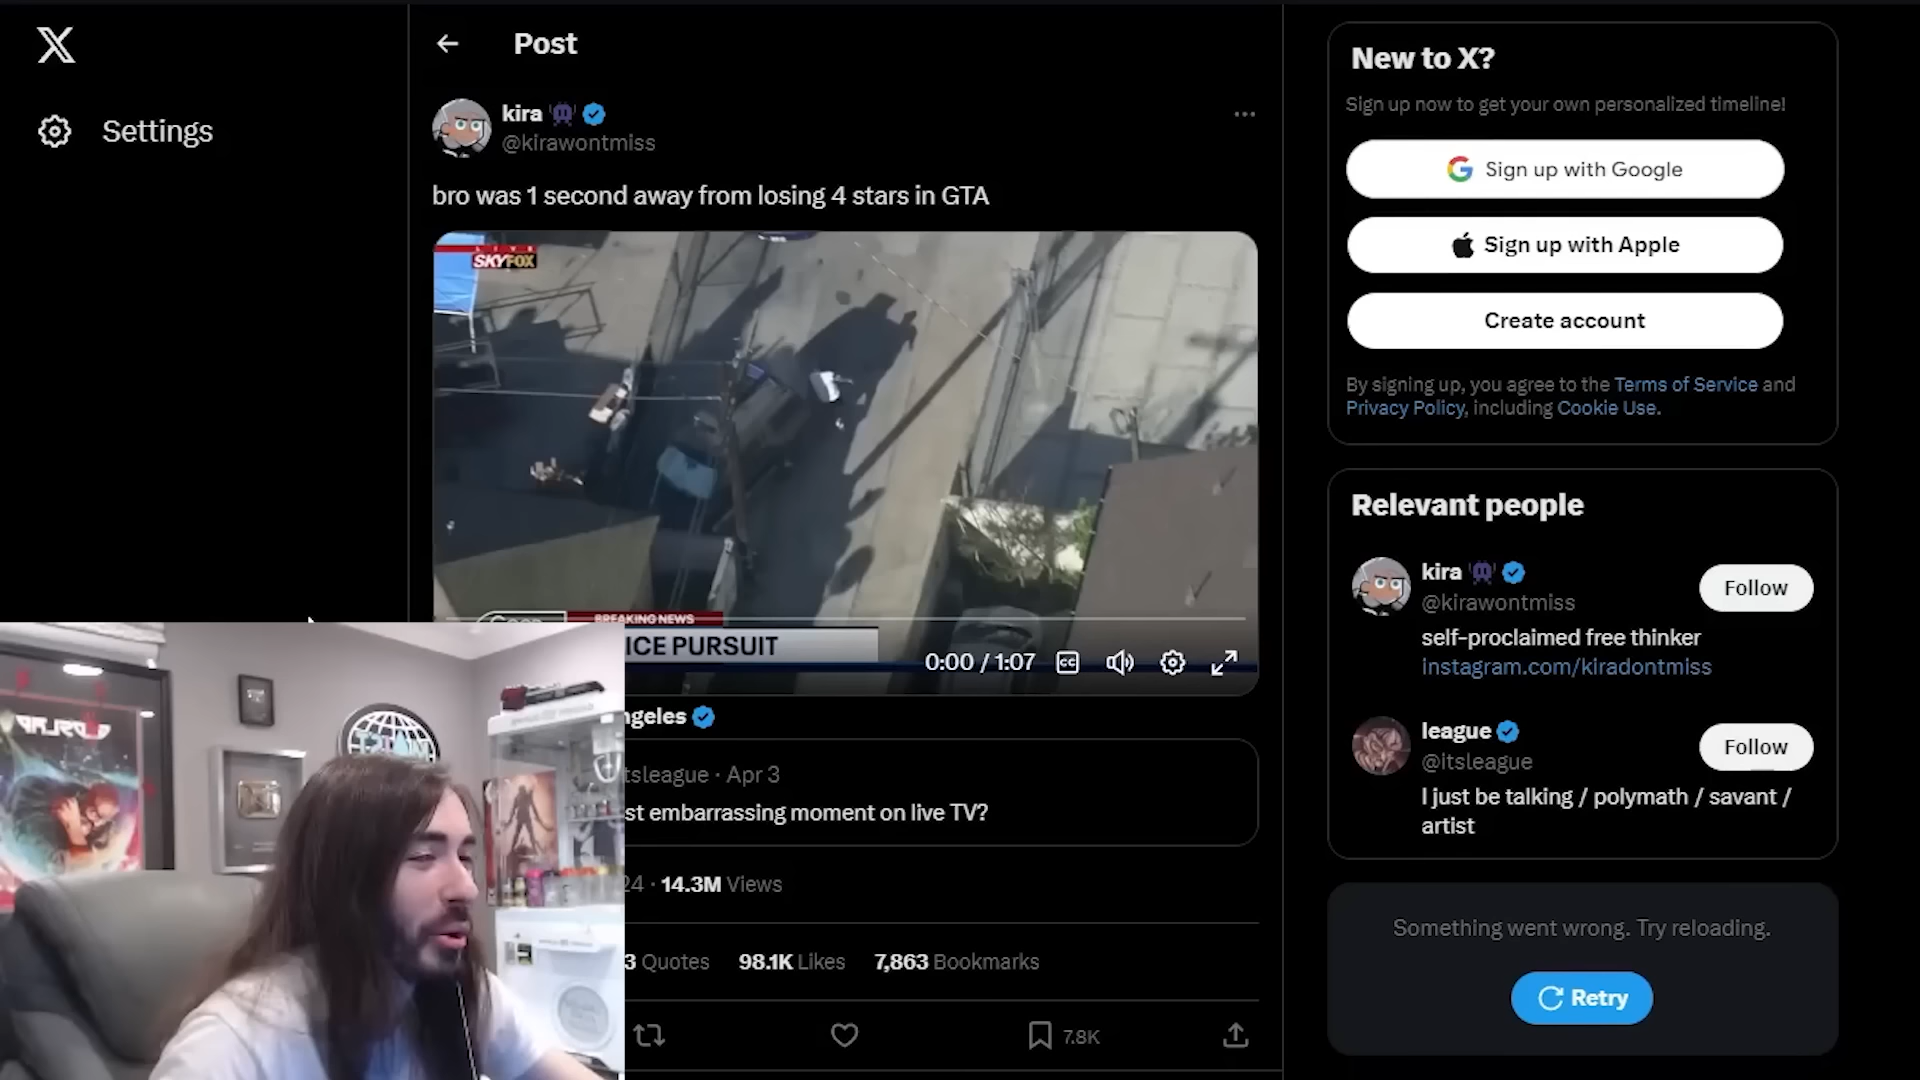 Settings
Post
kira
@kirawontmiss
bro was 1 second away from losing 4 stars in GTA
LIVE
SKYFOX
BREAKING NEWS
ICE PURSUIT
0:00 / 1:07
CC
ngeles
tsleague · Apr 3
st embarrassing moment on live TV?
24 · 14.3M Views
3 Quotes 98.1K Likes 7,863 Bookmarks
7.8K
New to X?
Sign up now to get your own personalized timeline!
Sign up with Google
Sign up with Apple
Create account
By signing up, you agree to the Terms of Service and
Privacy Policy, including Cookie Use.
Relevant people
kira
@kirawontmiss
Follow
self-proclaimed free thinker
instagram.com/kiradontmiss
league
@itsleague
Follow
I just be talking / polymath / savant /
artist
Something went wrong. Try reloading.
Retry